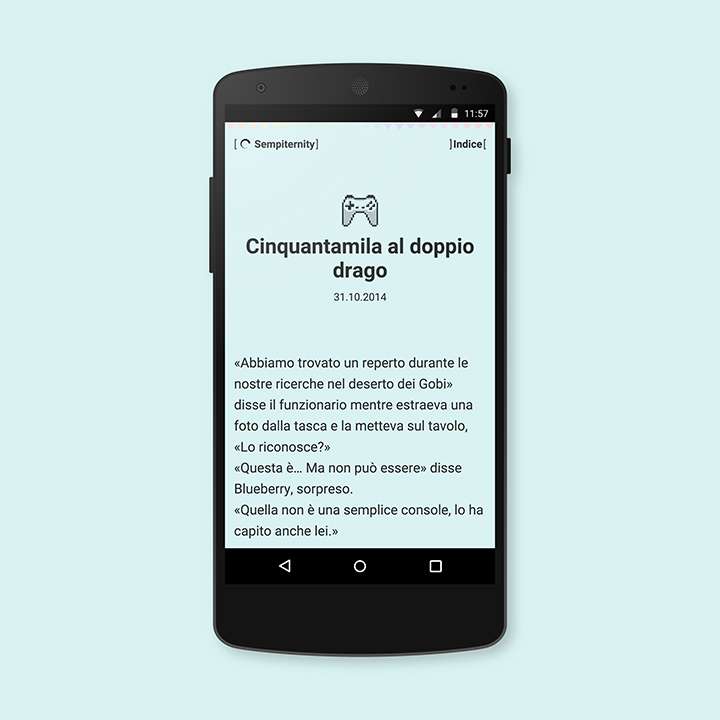 11:57
[ Sempiternity]
]Indice[
Cinquantamila al doppio
drago
31.10.2014
«Abbiamo trovato un reperto durante le
nostre ricerche nel deserto dei Gobi»
disse il funzionario mentre estraeva una
foto dalla tasca e la metteva sul tavolo,
«Lo riconosce?»
«Questa è… Ma non può essere» disse
Blueberry, sorpreso.
«Quella non è una semplice console, lo ha
capito anche lei.»